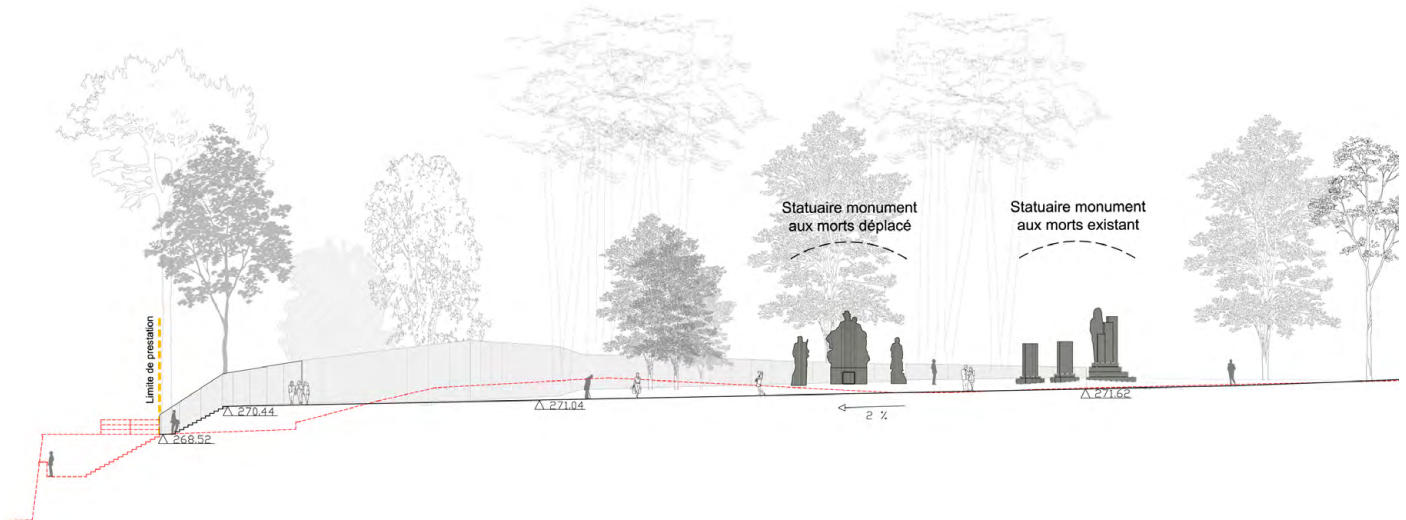 Statuaire monument
aux morts déplacé
Statuaire monument
aux morts existant
Limite de prestation
270.44
271.04
271.62
2 %
268.52